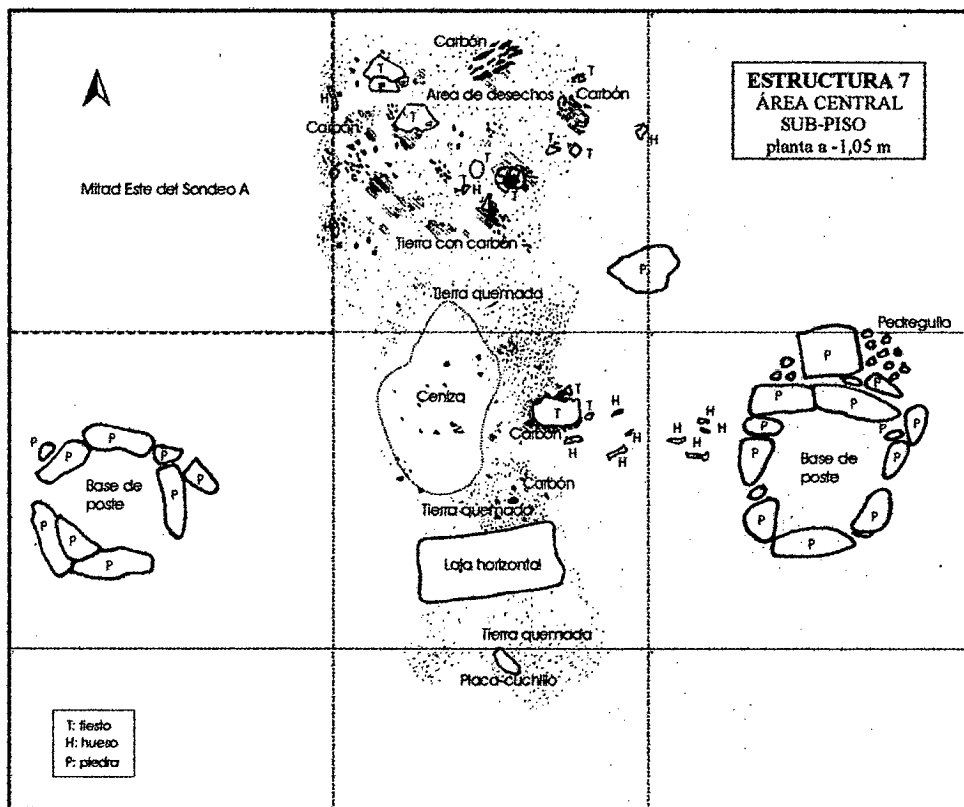 ESTRUCTURA 7
ÁREA CENTRAL
SUB-PISO
planta a -1,05 m
Carbón
T
T
P
Area de desechos
Carbón
H
T
Carbón
H
T
T
T
H
T
Mitad Este del Sondeo A
Tierra con carbón
P
Tierra quemada
Pedregullo
P
P
Ceniza
T
T
T
H
P
P
H
H
H
P
P
P
P
Carbón
H
H
H
H
P
P
P
P
Base de
poste
Base de
poste
Carbón
Tierra quemada
P
P
P
P
P
Laja horizontal
Tierra quemada
Placa-cuchillo
T: tiesto
H: hueso
P: piedra